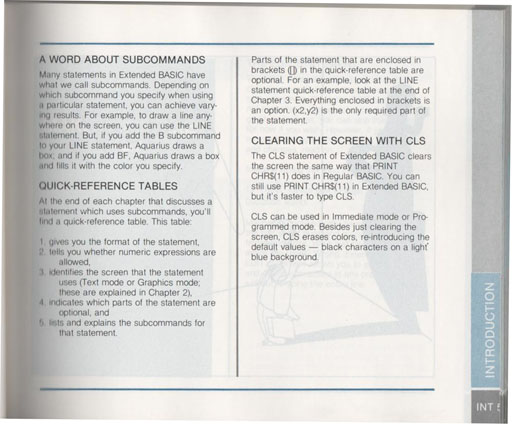 A WORD ABOUT SUBCOMMANDS
Many statements in Extended BASIC have
what we call subcommands. Depending on
which subcommand you specify when using
a particular statement, you can achieve vary-
ing results. For example, to draw a line any-
where on the screen, you can use the LINE
statement. But, if you add the B subcommand
to your LINE statement, Aquarius draws a
box; and if you add BF, Aquarius draws a box
and fills it with the color you specify.
QUICK-REFERENCE TABLES
At the end of each chapter that discusses a
statement which uses subcommands, you'll
find a quick-reference table. This table:
1. gives you the format of the statement,
2. tells you whether numeric expressions are
allowed,
3. identifies the screen that the statement
uses (Text mode or Graphics mode;
these are explained in Chapter 2),
4. indicates which parts of the statement are
optional, and
5. lists and explains the subcommands for
that statement.
Parts of the statement that are enclosed in
brackets ([]) in the quick-reference table are
optional. For an example, look at the LINE
statement quick-reference table at the end of
Chapter 3. Everything enclosed in brackets is
an option. (x2,y2) is the only required part of
the statement.
CLEARING THE SCREEN WITH CLS
The CLS statement of Extended BASIC clears
the screen the same way that PRINT
CHR$(11) does in Regular BASIC. You can
still use PRINT CHR$(11) in Extended BASIC,
but it's faster to type CLS.
CLS can be used in Immediate mode or Pro-
grammed mode. Besides just clearing the
screen, CLS erases colors, re-introducing the
default values — black characters on a light
blue background.
INTRODUCTION
INT 5